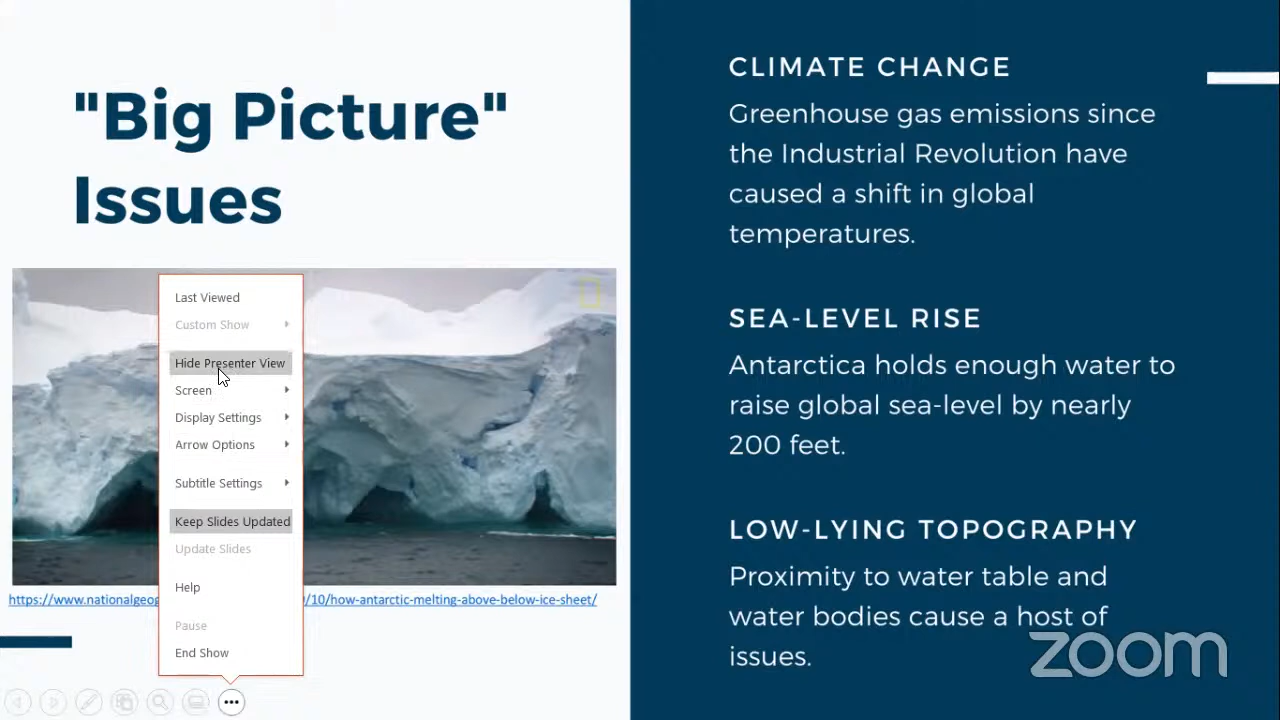 "Big Picture"
Issues
Last Viewed
Custom Show
Hide Presenter View
Screen
Display Settings
Arrow Options
Subtitle Settings
Keep Slides Updated
Update Slides
Help
Pause
End Show
https://www.nationalgeog
/10/how-antarctic-melting-above-below-ice-sheet/
CLIMATE CHANGE
Greenhouse gas emissions since
the Industrial Revolution have
caused a shift in global
temperatures.
SEA-LEVEL RISE
Antarctica holds enough water to
raise global sea-level by nearly
200 feet.
LOW-LYING TOPOGRAPHY
Proximity to water table and
water bodies cause a host of
issues.
zoom